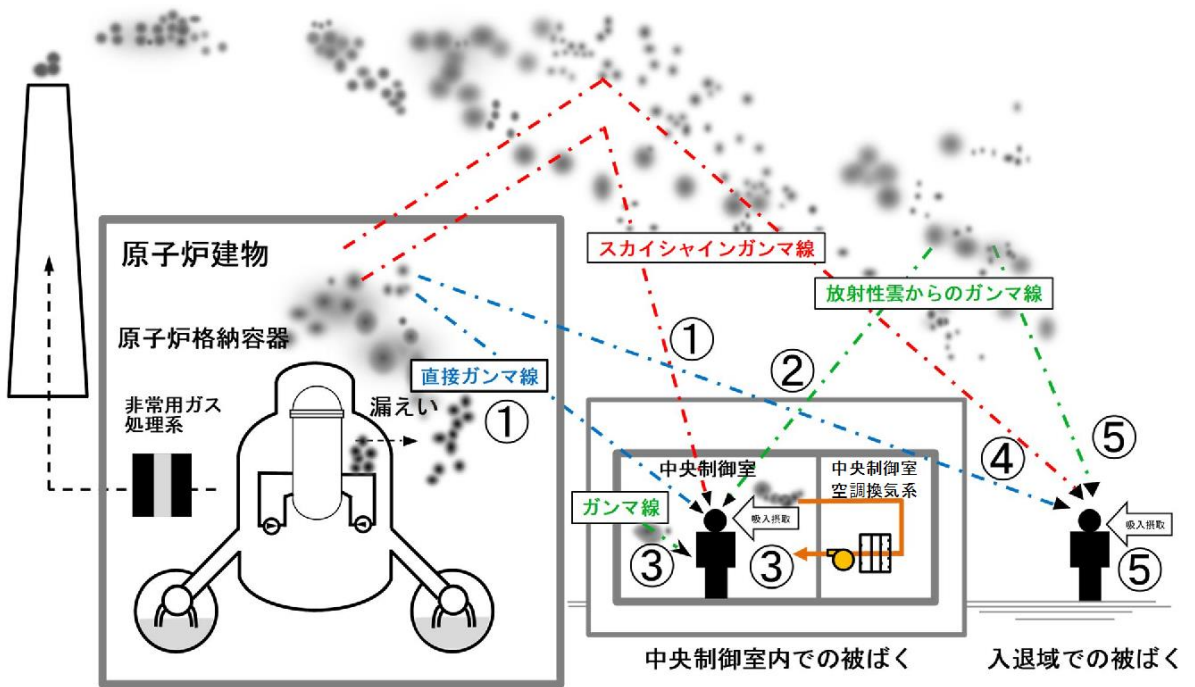 原子炉建物
原子炉格納容器
非常用ガス
処理系
漏えい
直接ガンマ線
①
スカイシャインガンマ線
①
放射性雲からのガンマ線
②
④
⑤
中央制御室
中央制御室
空調換気系
ガンマ線
③
吸入摂取
③
吸入摂取
⑤
中央制御室内での被ばく
入退域での被ばく